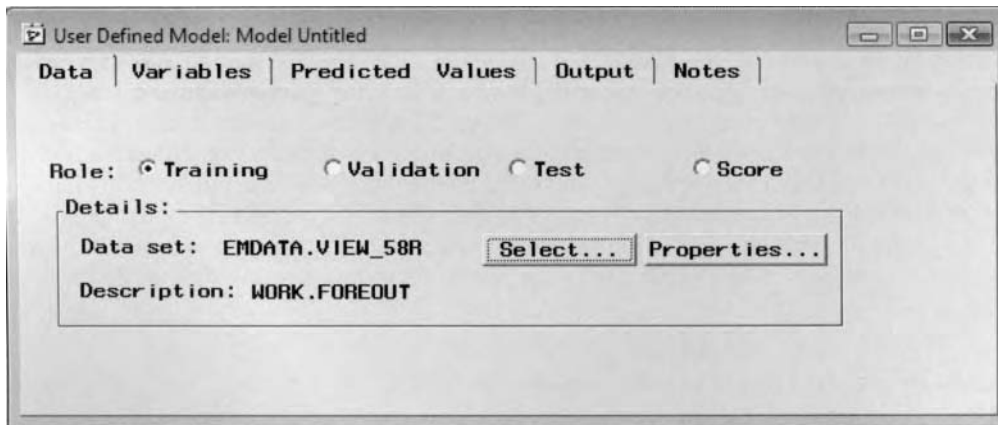 User Defined Model: Model Untitled
Data Variables Predicted Values Output Notes
Role: Training Validation Test Score
Details:
Data set: EMDATA.VIEW_58R Select... Properties...
Description: WORK.FOREOUT